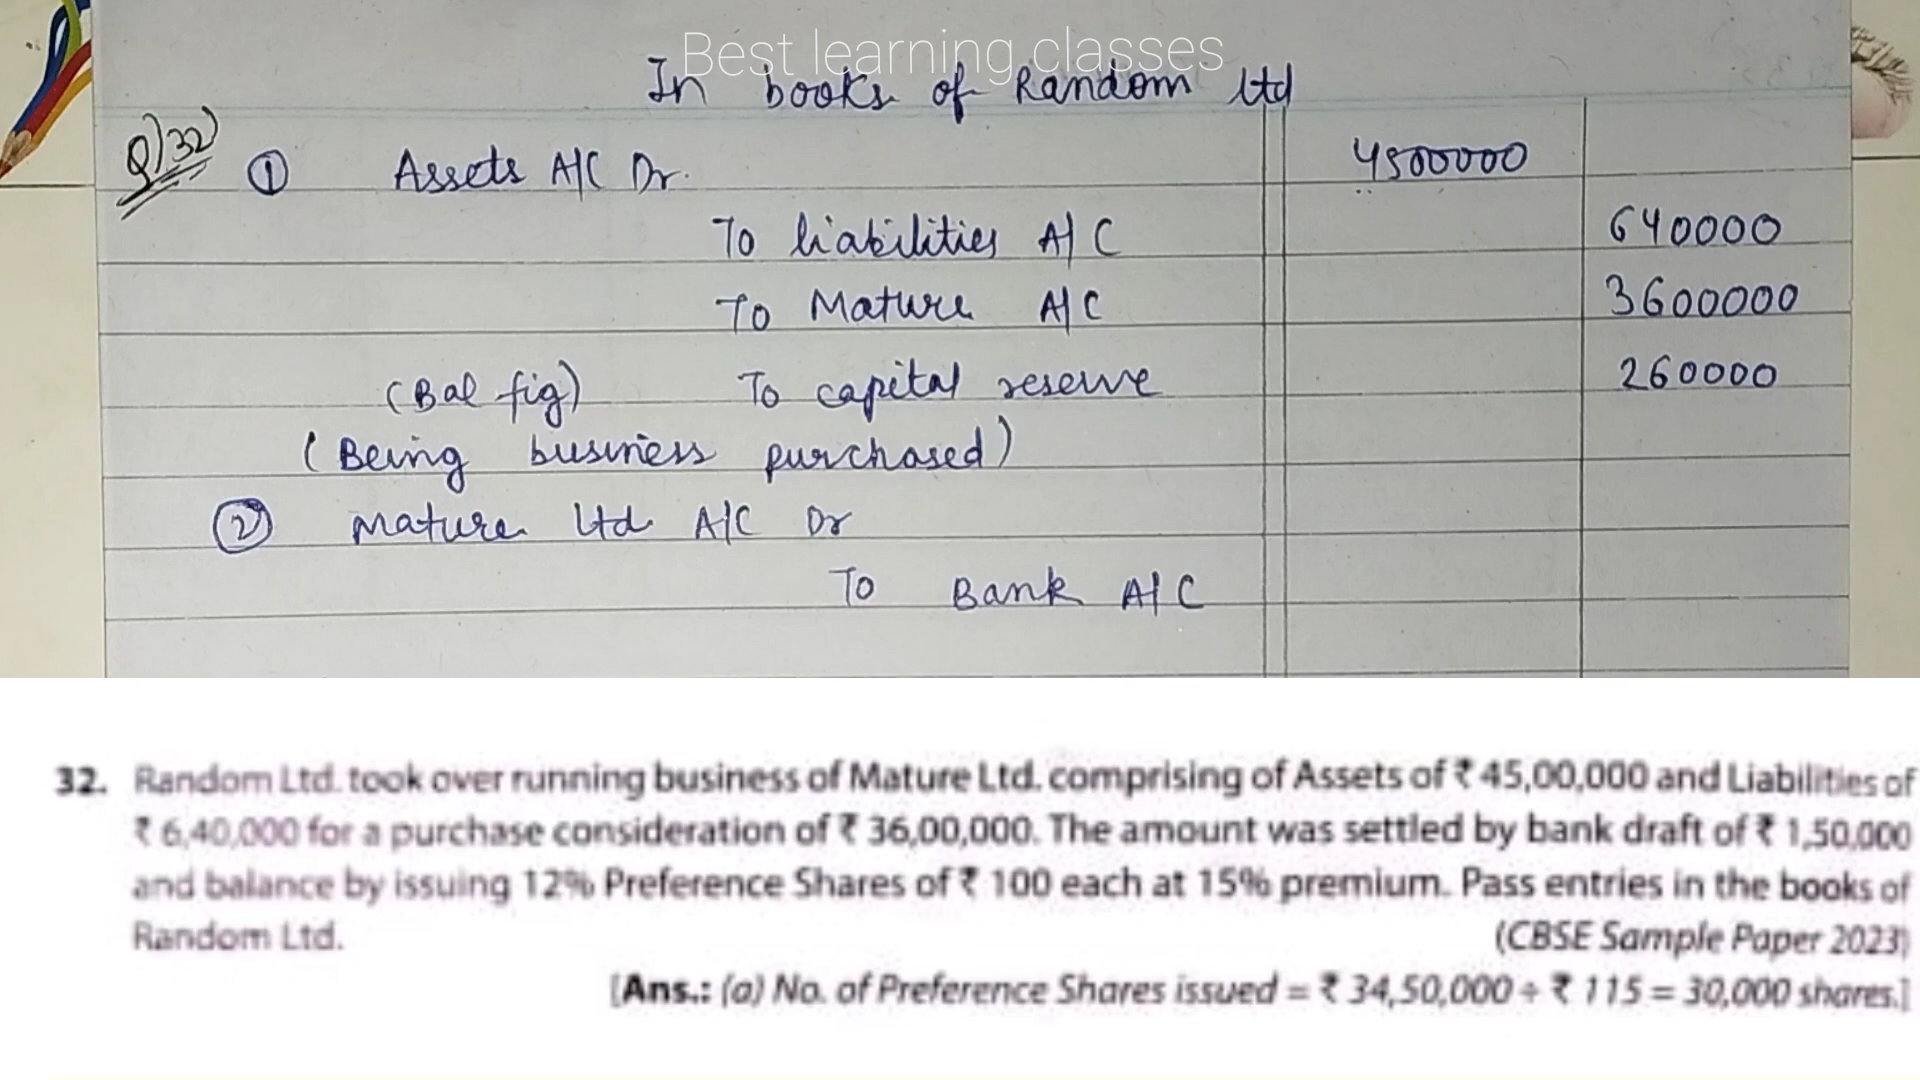 Best learning classes
In books of Random Ltd
Q)32)
① Assets A/C Dr. 4500000
To liabilities A/C 640000
To Mature A/C 3600000
(Bal fig) To capital reserve 260000
(Being business purchased)
② Mature Ltd A/C Dr
To Bank A/C
32. Random Ltd. took over running business of Mature Ltd. comprising of Assets of ₹ 45,00,000 and Liabilities of
₹ 6,40,000 for a purchase consideration of ₹ 36,00,000. The amount was settled by bank draft of ₹ 1,50,000
and balance by issuing 12% Preference Shares of ₹ 100 each at 15% premium. Pass entries in the books of
Random Ltd. (CBSE Sample Paper 2023)
[Ans.: (a) No. of Preference Shares issued = ₹ 34,50,000 ÷ ₹ 115 = 30,000 shares.]